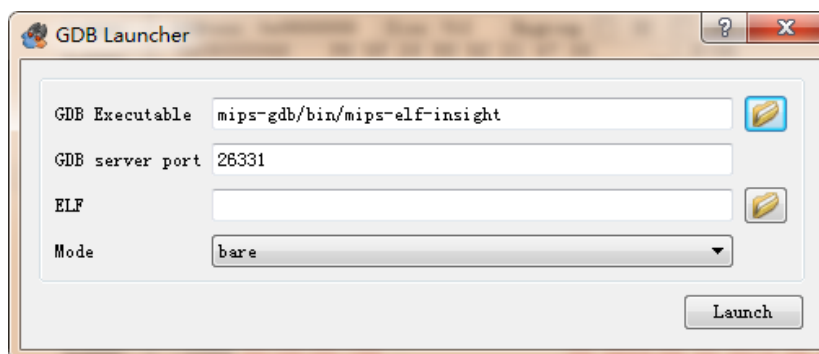 GDB Launcher
GDB Executable mips-gdb/bin/mips-elf-insight
GDB server port 26331
ELF
Mode bare
Launch